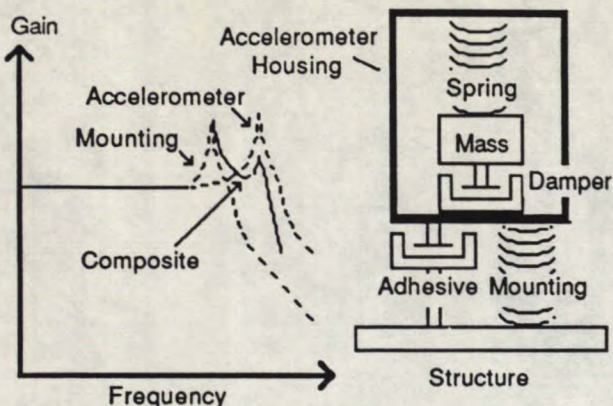 Gain
Accelerometer
Mounting
Composite
Frequency
Accelerometer
Housing
Spring
Mass
Damper
Adhesive
Mounting
Structure